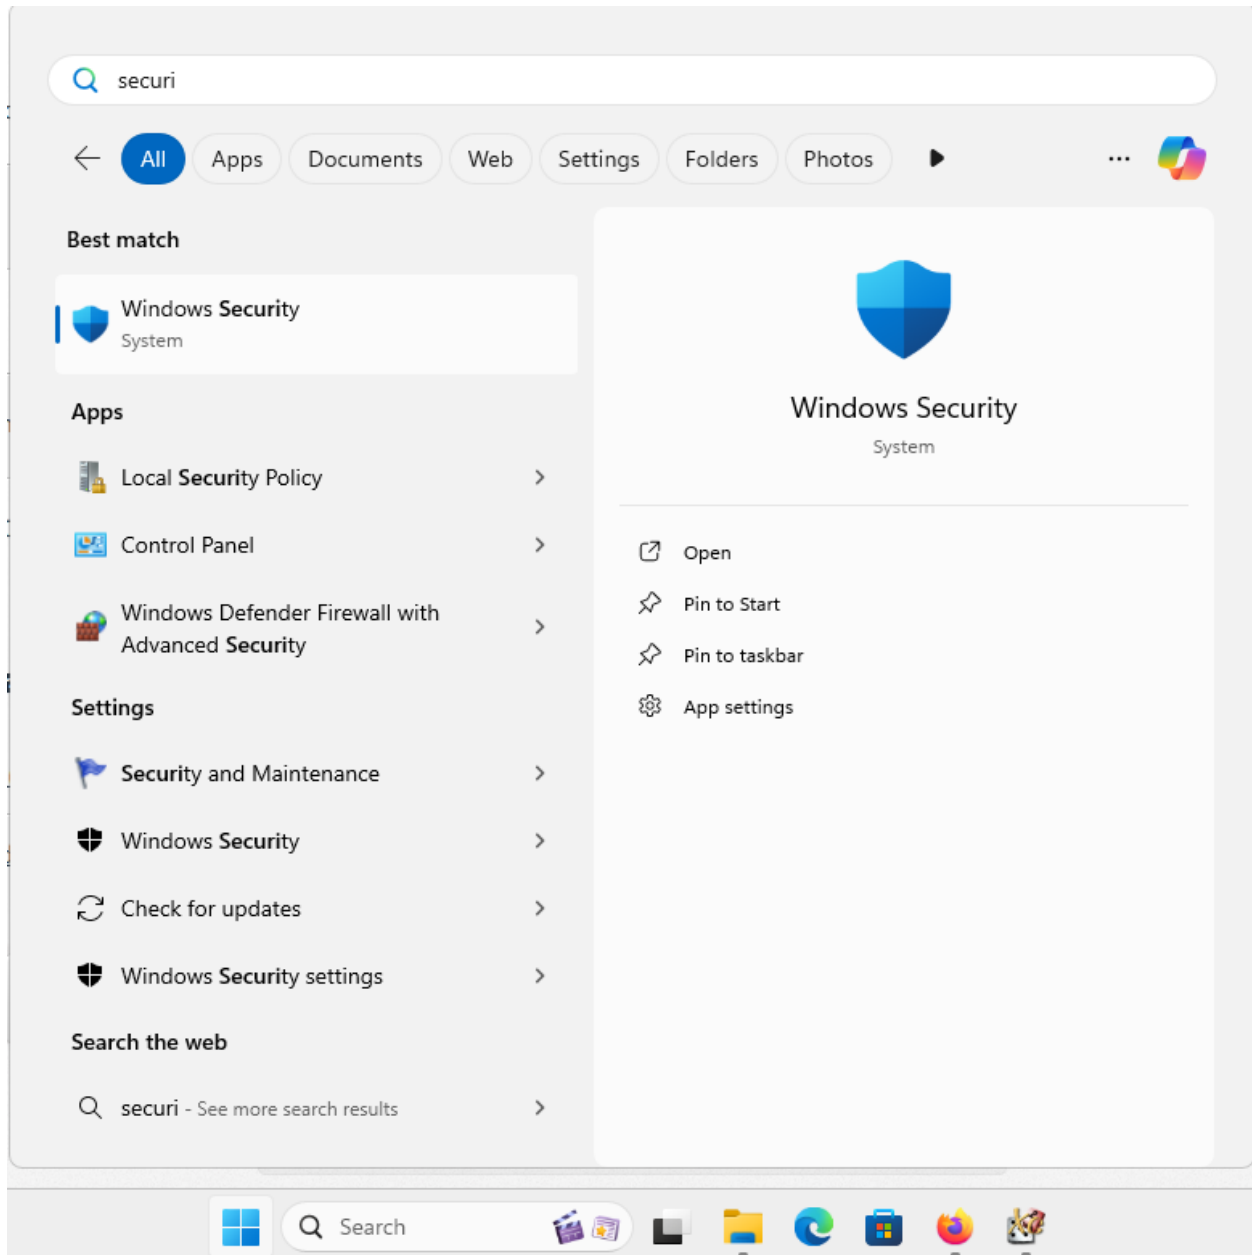 securi
All
Apps
Documents
Web
Settings
Folders
Photos
Best match
Windows Security
System
Apps
Local Security Policy
Control Panel
Windows Defender Firewall with
Advanced Security
Settings
Security and Maintenance
Windows Security
Check for updates
Windows Security settings
Search the web
securi - See more search results
Windows Security
System
Open
Pin to Start
Pin to taskbar
App settings
Search